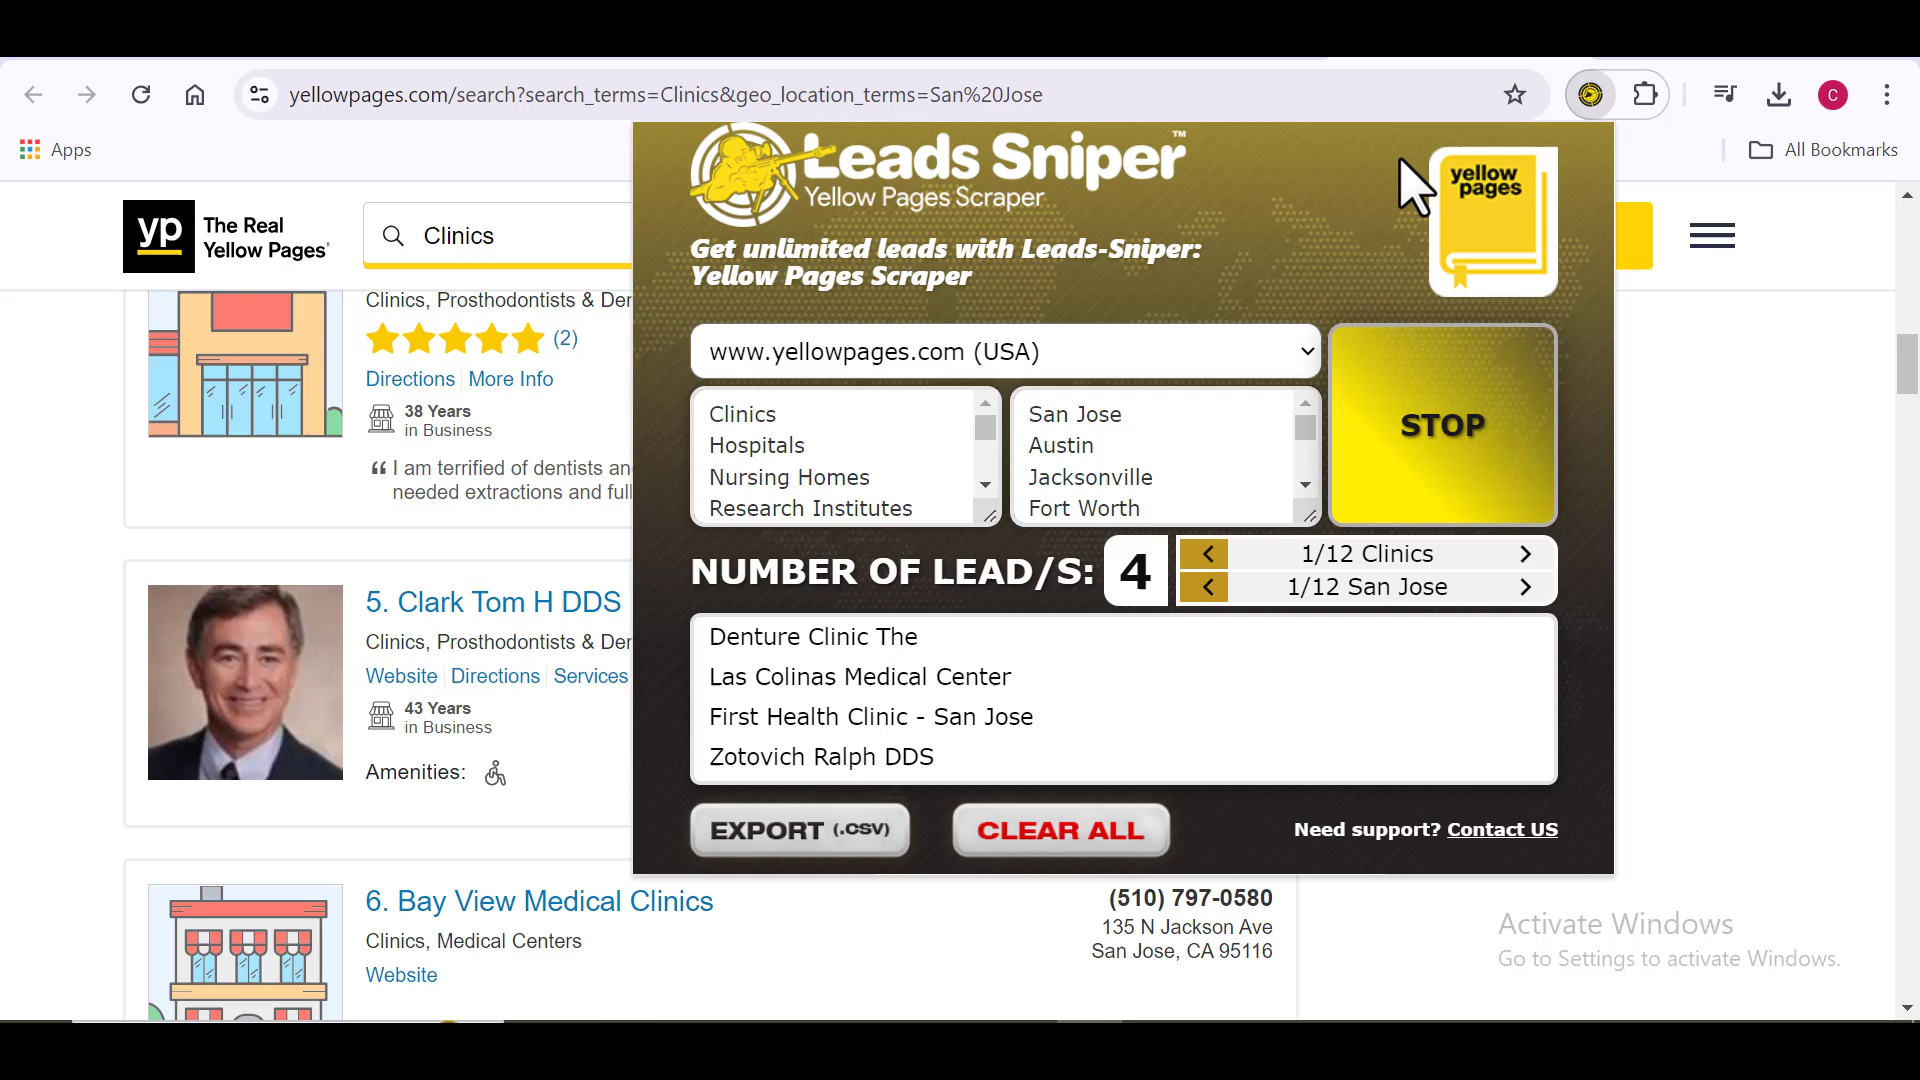 yellowpages.com/search?search_terms=Clinics&geo_location_terms=San%20Jose
C
Apps
All Bookmarks
yp The Real Yellow Pages®
Clinics
Clinics, Prosthodontists & Der
(2)
Directions More Info
38 Years
in Business
“ I am terrified of dentists an
needed extractions and full
5. Clark Tom H DDS
Clinics, Prosthodontists & Der
Website Directions Services
43 Years
in Business
Amenities:
6. Bay View Medical Clinics
Clinics, Medical Centers
Website
(510) 797-0580
135 N Jackson Ave
San Jose, CA 95116
Leads Sniper™
Yellow Pages Scraper
Get unlimited leads with Leads-Sniper:
Yellow Pages Scraper
yellow
pages
www.yellowpages.com (USA)
Clinics
Hospitals
Nursing Homes
Research Institutes
San Jose
Austin
Jacksonville
Fort Worth
STOP
NUMBER OF LEAD/S: 4
1/12 Clinics
1/12 San Jose
Denture Clinic The
Las Colinas Medical Center
First Health Clinic - San Jose
Zotovich Ralph DDS
EXPORT (.CSV)
CLEAR ALL
Need support? Contact US
Activate Windows
Go to Settings to activate Windows.